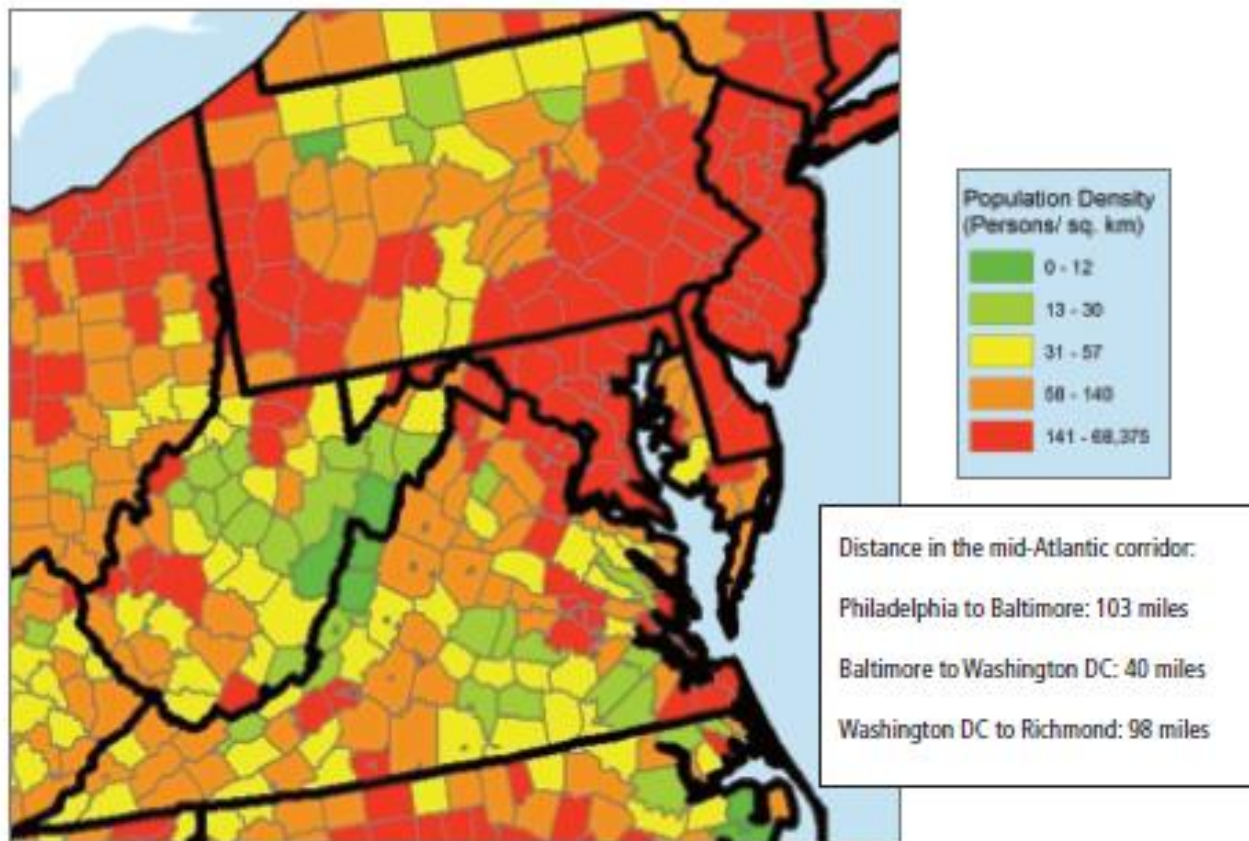 Population Density
(Persons/ sq. km)
0 - 12
13 - 30
31 - 57
58 - 140
141 - 68,375
Distance in the mid-Atlantic corridor:
Philadelphia to Baltimore: 103 miles
Baltimore to Washington DC: 40 miles
Washington DC to Richmond: 98 miles